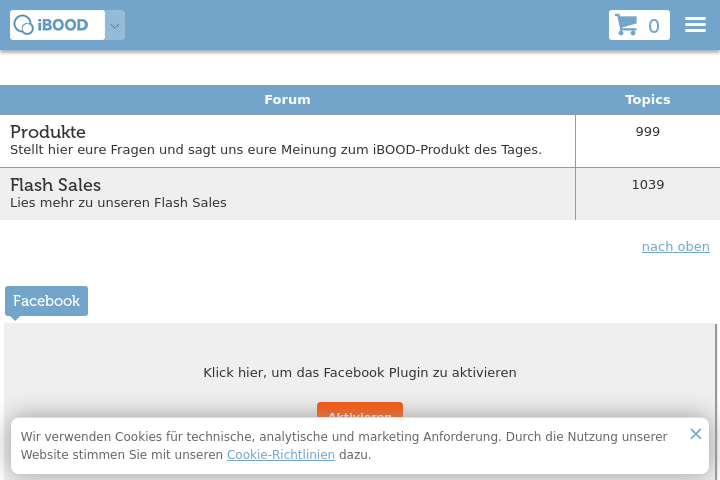 iBOOD
0
Forum Topics
Produkte
Stellt hier eure Fragen und sagt uns eure Meinung zum iBOOD-Produkt des Tages.
999
Flash Sales
Lies mehr zu unseren Flash Sales
1039
nach oben
Facebook
Klick hier, um das Facebook Plugin zu aktivieren
Aktivieren
Wir verwenden Cookies für technische, analytische und marketing Anforderung. Durch die Nutzung unserer
Website stimmen Sie mit unseren Cookie-Richtlinien dazu.